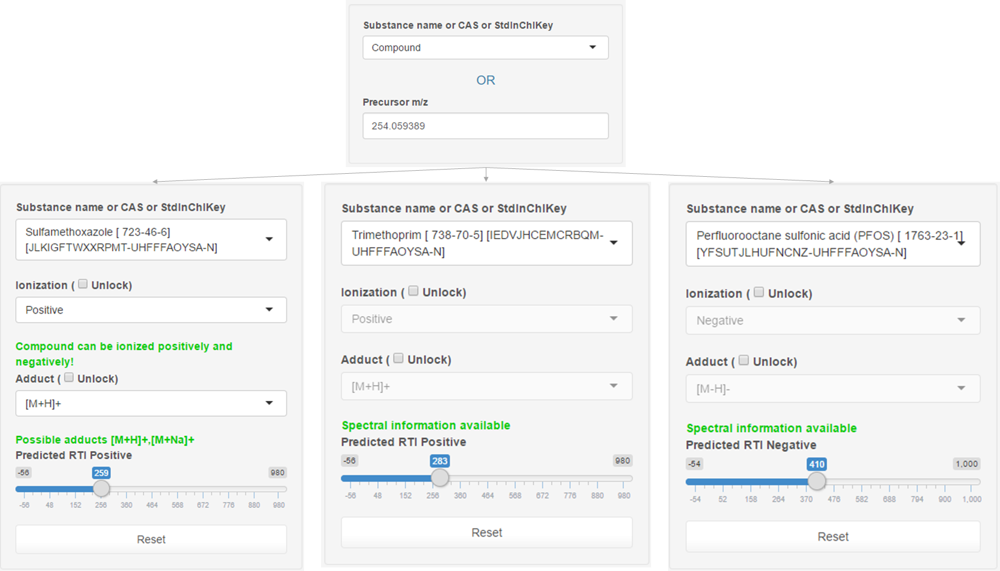 Substance name or CAS or StdInChIKey
Compound
OR
Precursor m/z
254.059389
Substance name or CAS or StdInChIKey
Sulfamethoxazole [ 723-46-6]
[JLKIGFTWXXRPMT-UHFFFAOYSA-N]
Ionization ( Unlock)
Positive
Compound can be ionized positively and
negatively!
Adduct ( Unlock)
[M+H]+
Possible adducts [M+H]+,[M+Na]+
Predicted RTI Positive
-56 259 980
-56 48 152 256 360 464 568 672 776 880 980
Reset
Substance name or CAS or StdInChIKey
Trimethoprim [ 738-70-5] [IEDVJHCEMCRBQM-
UHFFFAOYSA-N]
Ionization ( Unlock)
Positive
Adduct ( Unlock)
[M+H]+
Spectral information available
Predicted RTI Positive
-56 283 980
-56 48 152 256 360 464 568 672 776 880 980
Reset
Substance name or CAS or StdInChIKey
Perfluorooctane sulfonic acid (PFOS) [ 1763-23-1]
[YFSUTJLHUFNCNZ-UHFFFAOYSA-N]
Ionization ( Unlock)
Negative
Adduct ( Unlock)
[M-H]-
Spectral information available
Predicted RTI Negative
-54 410 1,000
-54 52 158 264 370 476 582 688 794 900 1,000
Reset